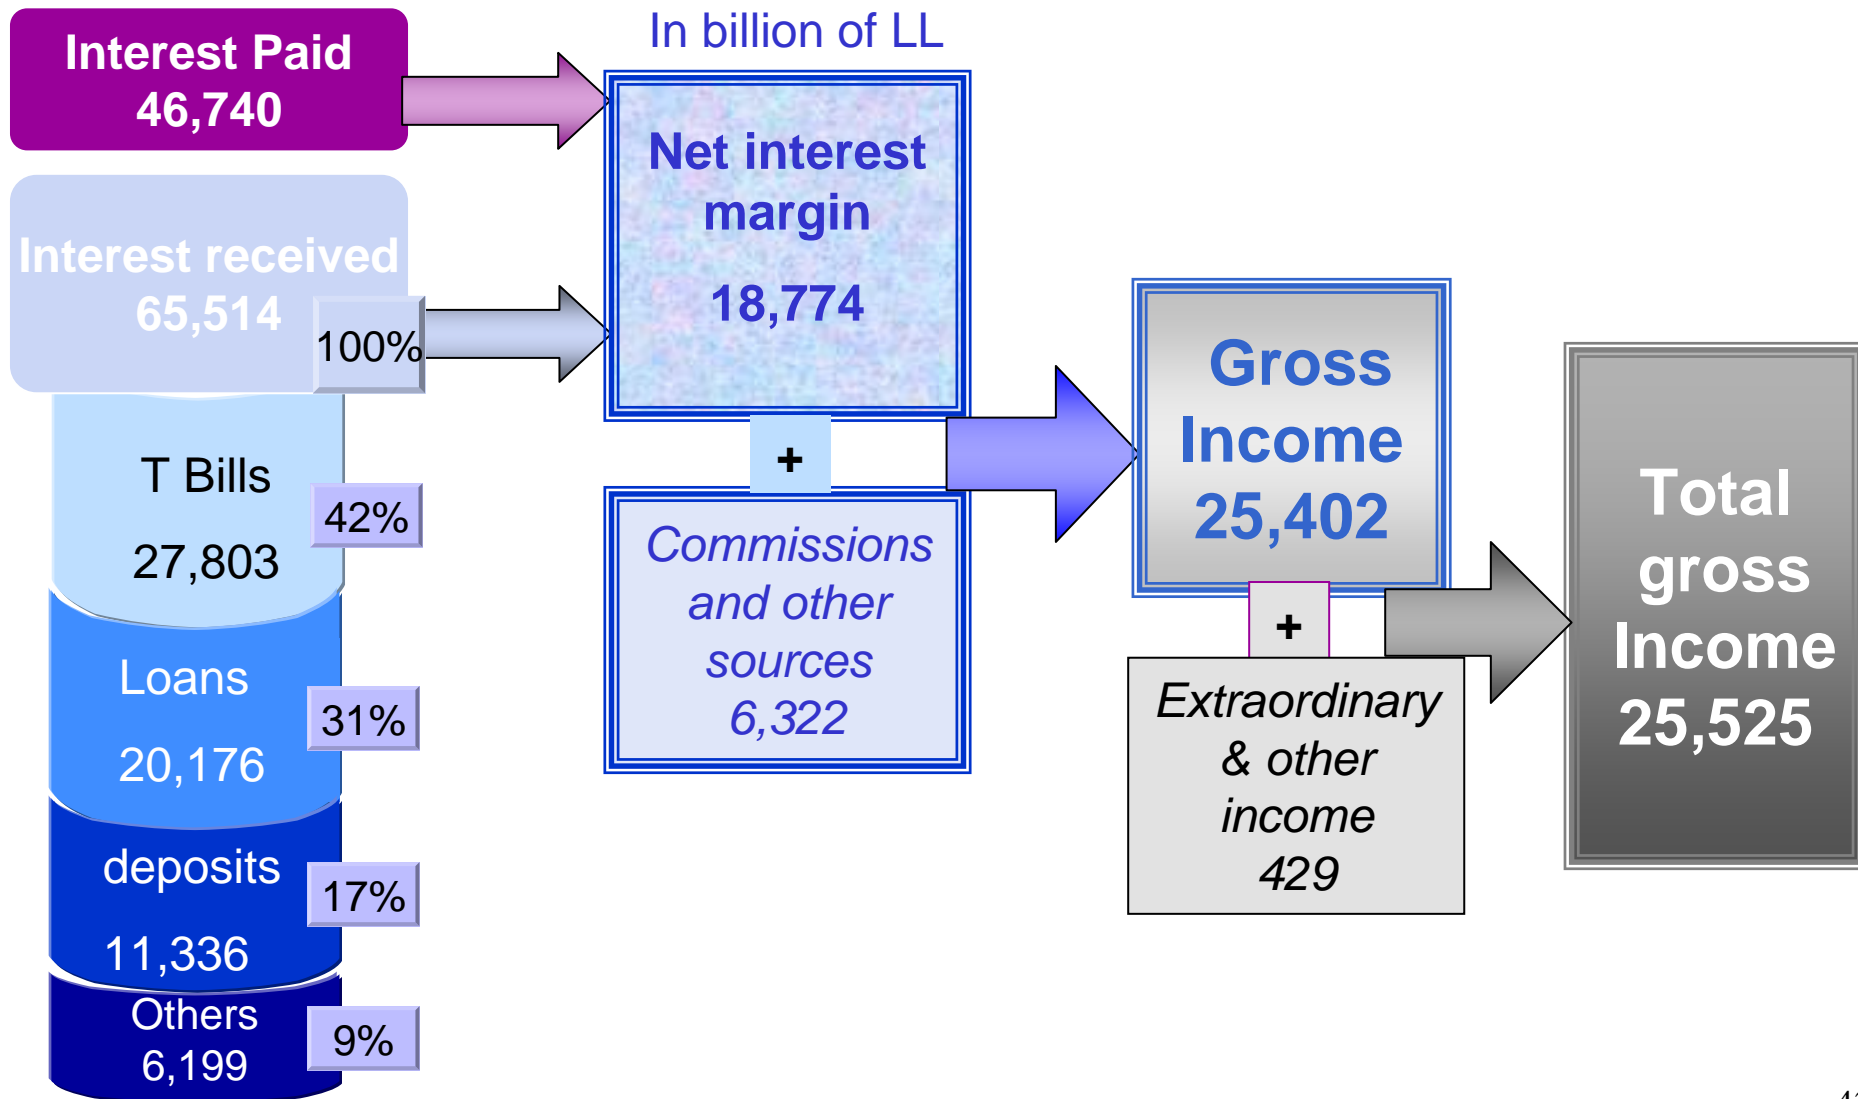 In billion of LL
Interest Paid
46,740
Interest received
65,514
100%
T Bills
27,803
42%
Loans
20,176
31%
deposits
11,336
17%
Others
6,199
9%
Net interest
margin
18,774
+
Commissions
and other
sources
6,322
Gross
Income
25,402
+
Extraordinary
& other
income
429
Total
gross
Income
25,525